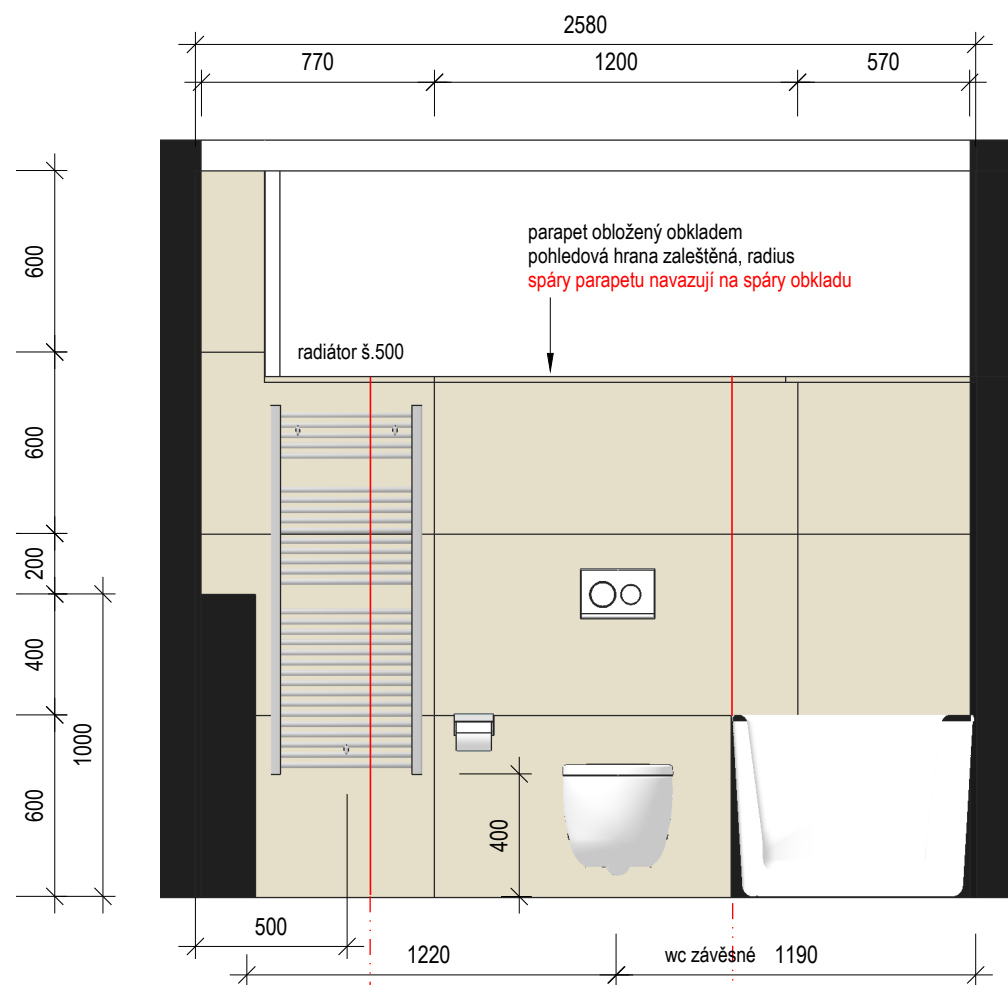 2580
770
1200
570
600
parapet obložený obkladem
pohledová hrana zaleštěná, radius
spáry parapetu navazují na spáry obkladu
radiátor š.500
600
200
400
1000
600
400
500
1220
wc závěsné
1190